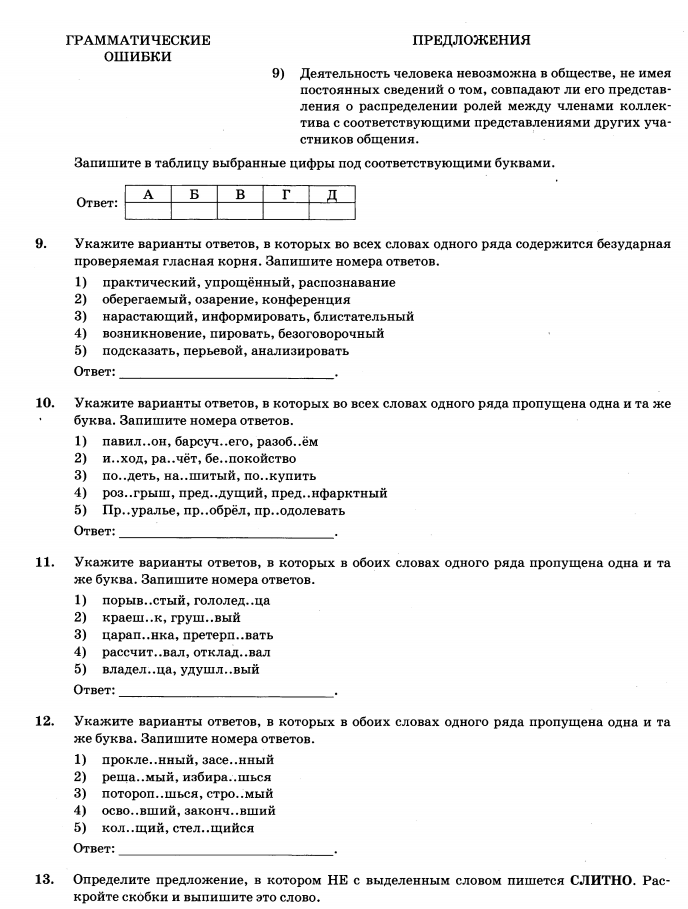 ГРАММАТИЧЕСКИЕ
ОШИБКИ
ПРЕДЛОЖЕНИЯ
9) Деятельность человека невозможна в обществе, не имея
постоянных сведений о том, совпадают ли его представ-
ления о распределении ролей между членами коллек-
тива с соответствующими представлениями других уча-
стников общения.
Запишите в таблицу выбранные цифры под соответствующими буквами.
Ответ: А Б В Г Д
9. Укажите варианты ответов, в которых во всех словах одного ряда содержится безударная
проверяемая гласная корня. Запишите номера ответов.
1) практический, упрощённый, распознавание
2) оберегаемый, озарение, конференция
3) нарастающий, информировать, блистательный
4) возникновение, пировать, безоговорочный
5) подсказать, перьевой, анализировать
Ответ: ____________________.
10. Укажите варианты ответов, в которых во всех словах одного ряда пропущена одна и та же
буква. Запишите номера ответов.
1) павил..он, барсуч..его, разоб..ём
2) и..ход, ра..чёт, бе..покойство
3) по..деть, на..шитый, по..купить
4) роз..грыш, пред..дущий, пред..нфарктный
5) Пр..уралье, пр..обрёл, пр..одолевать
Ответ: ____________________.
11. Укажите варианты ответов, в которых в обоих словах одного ряда пропущена одна и та
же буква. Запишите номера ответов.
1) порыв..стый, гололед..ца
2) краеш..к, груш..вый
3) царап..нка, претерп..вать
4) рассчит..вал, отклад..вал
5) владел..ца, удушл..вый
Ответ: ____________________.
12. Укажите варианты ответов, в которых в обоих словах одного ряда пропущена одна и та
же буква. Запишите номера ответов.
1) прокле..нный, засе..нный
2) реша..мый, избира..шься
3) потороп..шься, стро..мый
4) осво..вший, законч..вший
5) кол..щий, стел..щийся
Ответ: ____________________.
13. Определите предложение, в котором НЕ с выделенным словом пишется СЛИТНО. Рас-
кройте скобки и выпишите это слово.